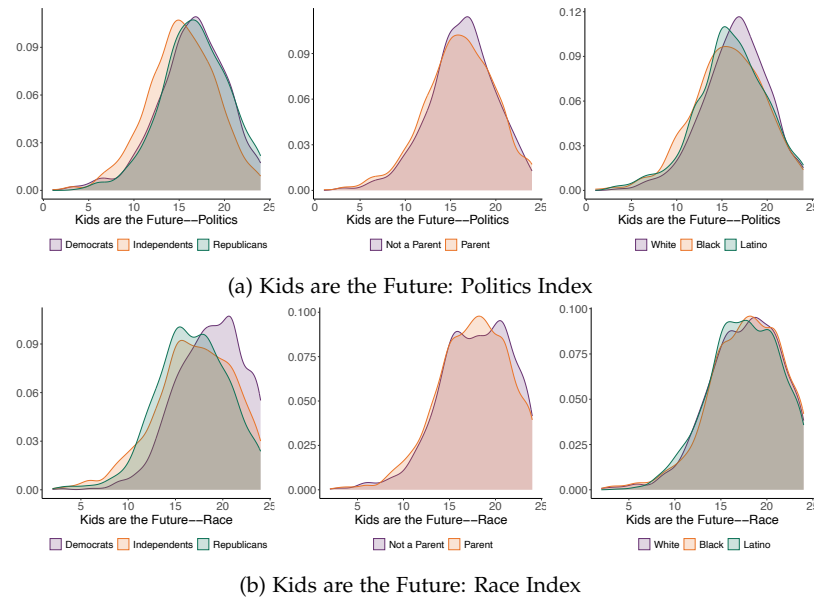 0.09
0.06
0.03
0.00
0 5 10 15 20 25
Kids are the Future--Politics
Democrats Independents Republicans
0.09
0.06
0.03
0.00
0 5 10 15 20 25
Kids are the Future--Politics
Not a Parent Parent
0.12
0.09
0.06
0.03
0.00
0 5 10 15 20 25
Kids are the Future--Politics
White Black Latino
(a) Kids are the Future: Politics Index
0.09
0.06
0.03
0.00
5 10 15 20 25
Kids are the Future--Race
Democrats Independents Republicans
0.100
0.075
0.050
0.025
0.000
5 10 15 20 25
Kids are the Future--Race
Not a Parent Parent
0.100
0.075
0.050
0.025
0.000
5 10 15 20 25
Kids are the Future--Race
White Black Latino
(b) Kids are the Future: Race Index